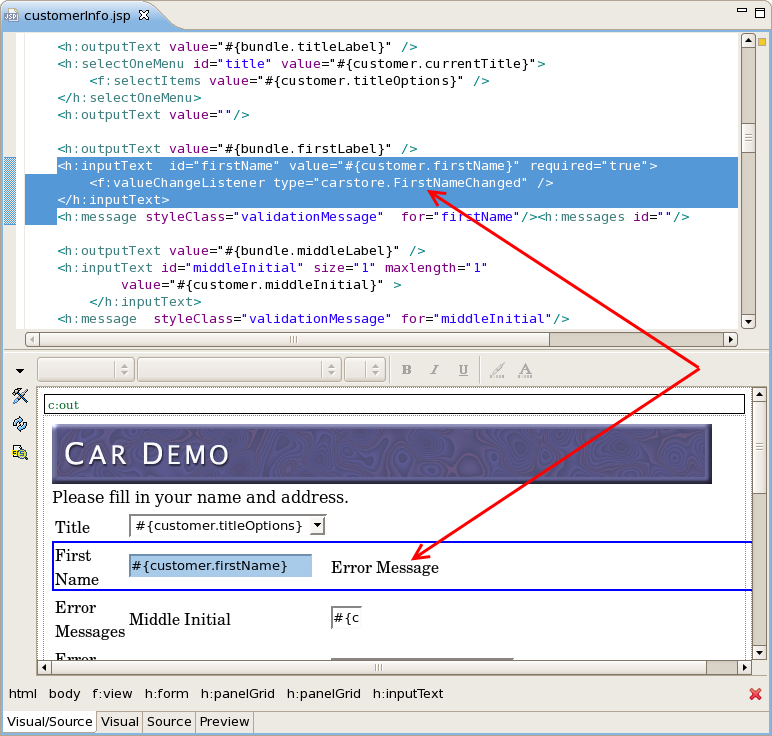 customerInfo.jsp
<h:outputText value="#{bundle.titleLabel}" />
<h:selectOneMenu id="title" value="#{customer.currentTitle}">
<f:selectItems value="#{customer.titleOptions}" />
</h:selectOneMenu>
<h:outputText value=""/>
<h:outputText value="#{bundle.firstLabel}" />
<h:inputText  id="firstName" value="#{customer.firstName}" required="true">
<f:valueChangeListener type="carstore.FirstNameChanged" />
</h:inputText>
<h:message styleClass="validationMessage"  for="firstName"/><h:messages id=""/>
<h:outputText value="#{bundle.middleLabel}" />
<h:inputText id="middleInitial" size="1" maxlength="1"
value="#{customer.middleInitial}" >
</h:inputText>
<h:message  styleClass="validationMessage" for="middleInitial"/>
B I U A
c:out
CAR DEMO
Please fill in your name and address.
Title #{customer.titleOptions}
First
Name #{customer.firstName} Error Message
Error
Messages Middle Initial #{c
Error
html body f:view h:form h:panelGrid h:panelGrid h:inputText
Visual/Source Visual Source Preview